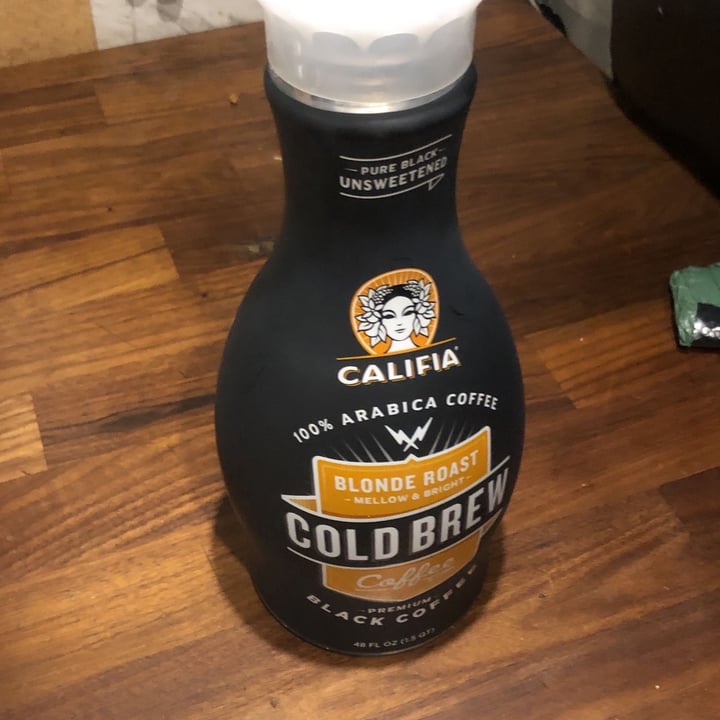 PURE BLACK
UNSWEETENED
CALIFIA
100% ARABICA COFFEE
BLONDE ROAST
- MELLOW & BRIGHT -
COLD BREW
Coffee
- PREMIUM -
BLACK COFFEE
48 FL OZ (1.5 QT)